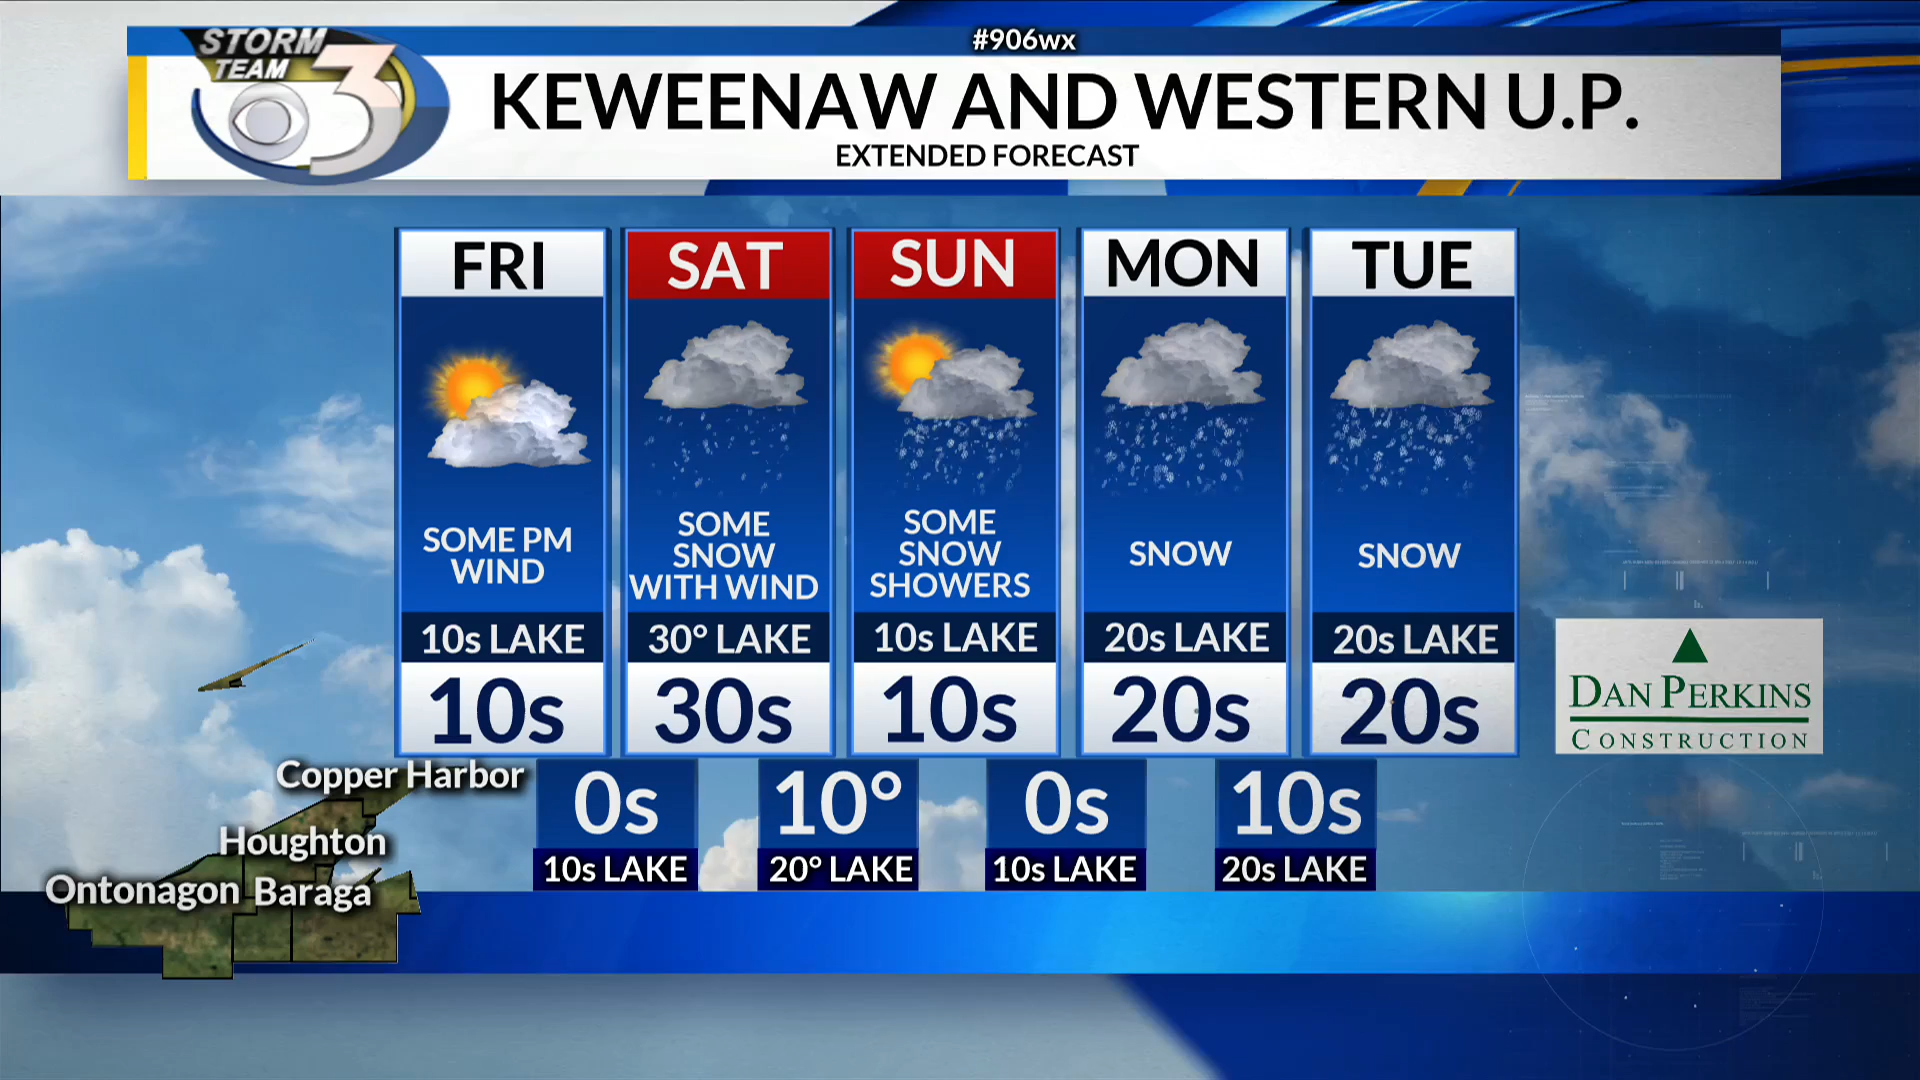 #906wx
STORM
TEAM
3
KEWEENAW AND WESTERN U.P.
EXTENDED FORECAST
FRI
SOME PM
WIND
10s LAKE
10s
SAT
SOME
SNOW
WITH WIND
30° LAKE
30s
SUN
SOME
SNOW
SHOWERS
10s LAKE
10s
MON
SNOW
20s LAKE
20s
TUE
SNOW
20s LAKE
20s
0s
10s LAKE
10°
20° LAKE
0s
10s LAKE
10s
20s LAKE
Copper Harbor
Houghton
Ontonagon
Baraga
DAN PERKINS
CONSTRUCTION